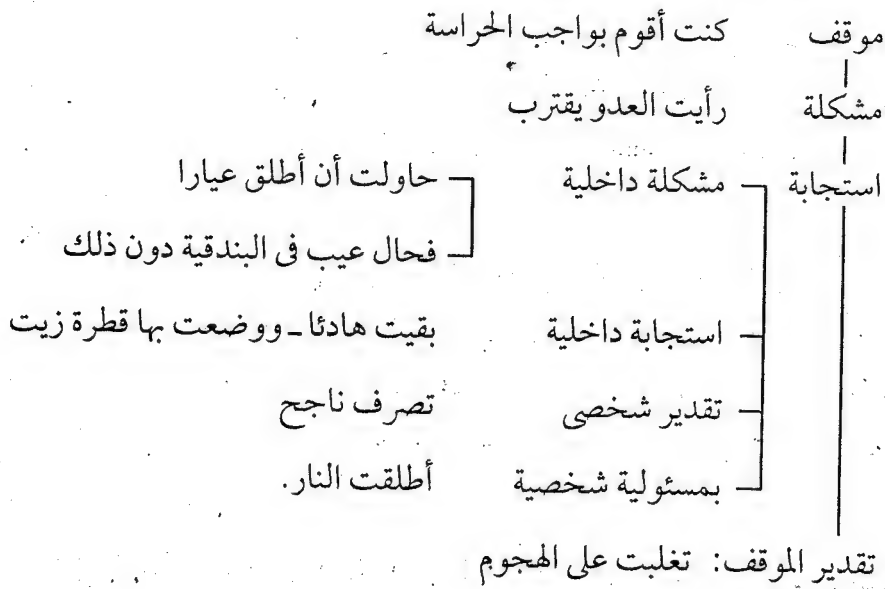 موقف كنت أقوم بواجب الحراسة
مشكلة رأيت العدو يقترب
استجابة مشكلة داخلية حاولت أن أطلق عيارا
فحال عيب فى البندقية دون ذلك
استجابة داخلية بقيت هادئا ـ ووضعت بها قطرة زيت
تقدير شخصى تصرف ناجح
بمسئولية شخصية أطلقت النار.
تقدير الموقف: تغلبت على الهجوم